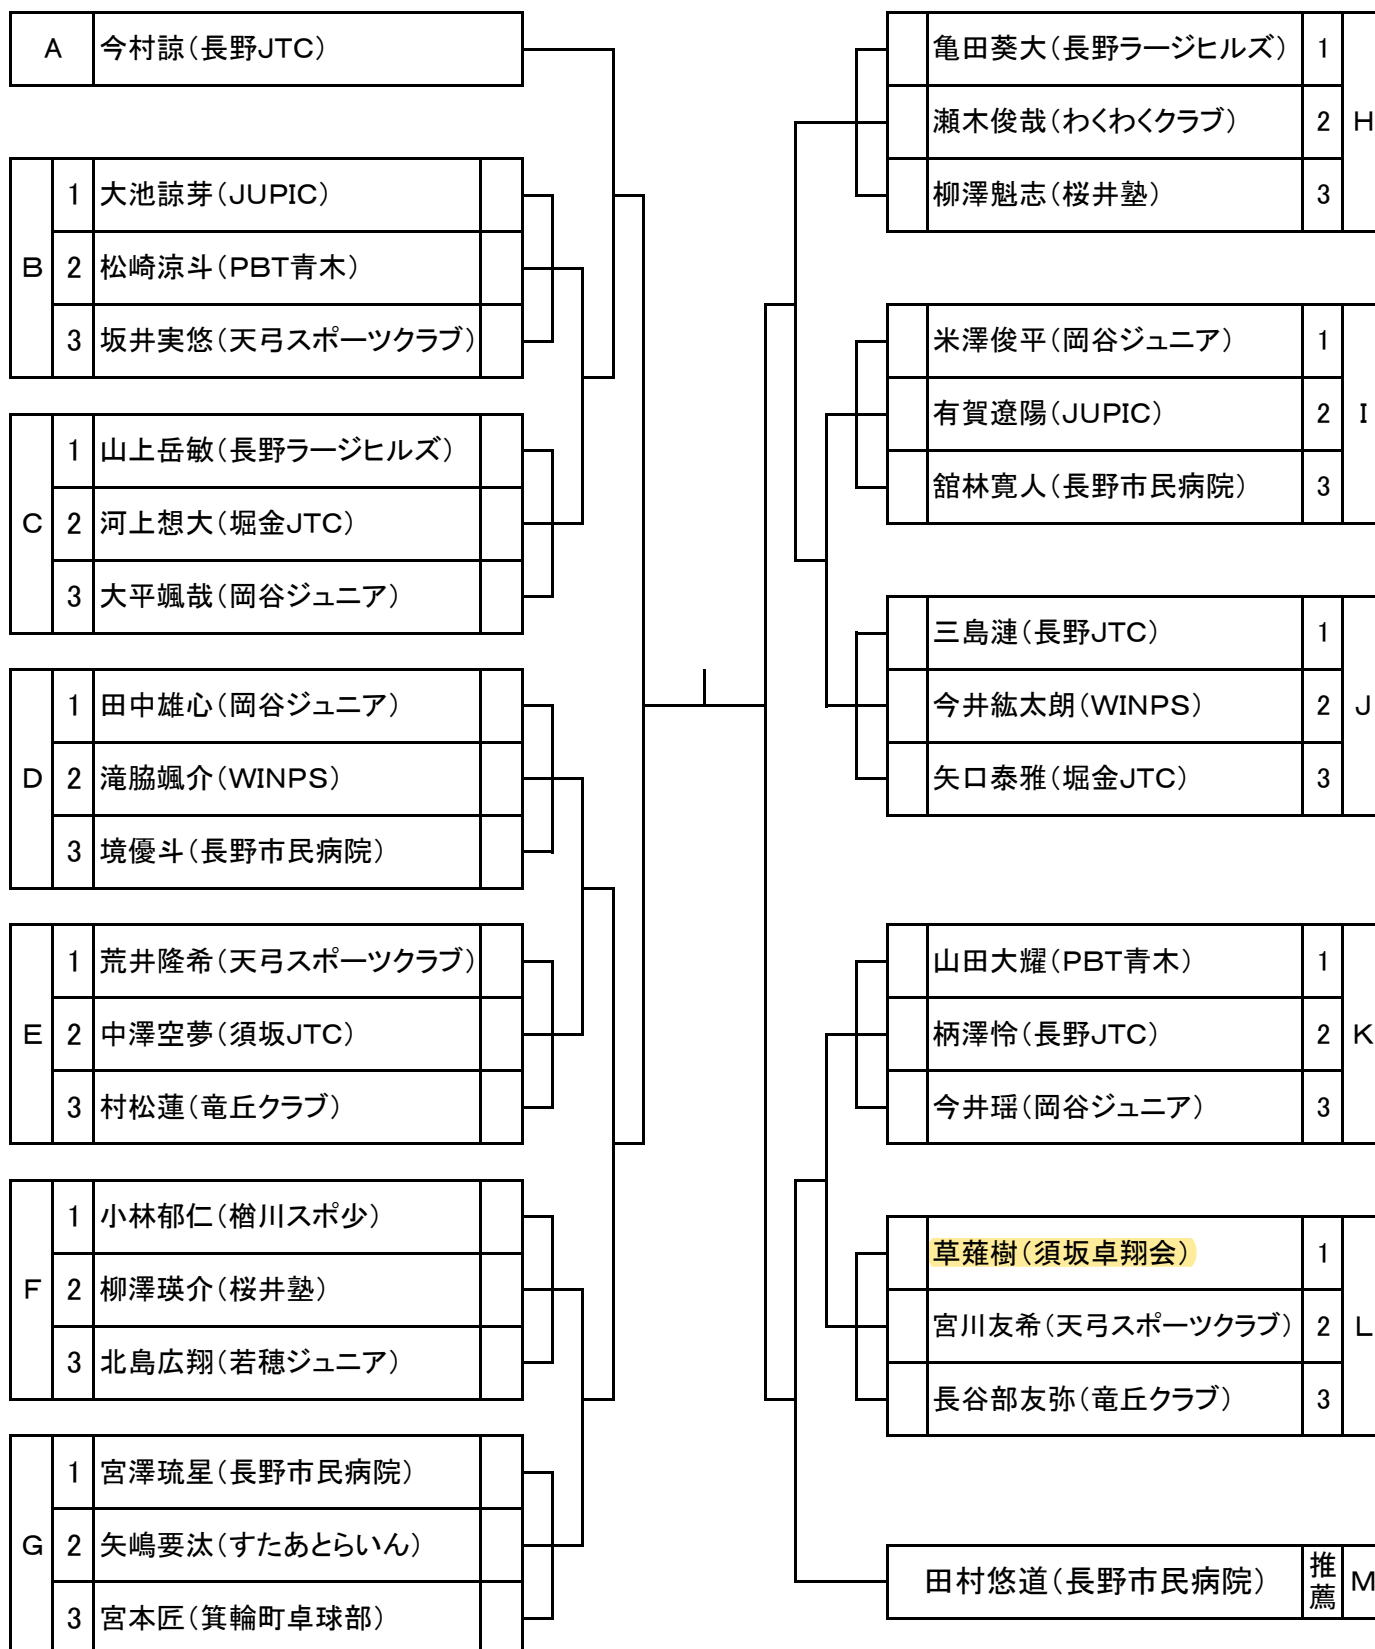 A 今村諒（長野JTC）
B
1 大池諒芽（JUPIC）
2 松崎涼斗（PBT青木）
3 坂井実悠（天弓スポーツクラブ）
C
1 山上岳敏（長野ラージヒルズ）
2 河上想大（堀金JTC）
3 大平颯哉（岡谷ジュニア）
D
1 田中雄心（岡谷ジュニア）
2 滝脇颯介（WINPS）
3 境優斗（長野市民病院）
E
1 荒井隆希（天弓スポーツクラブ）
2 中澤空夢（須坂JTC）
3 村松蓮（竜丘クラブ）
F
1 小林郁仁（楢川スポ少）
2 柳澤瑛介（桜井塾）
3 北島広翔（若穂ジュニア）
G
1 宮澤琉星（長野市民病院）
2 矢嶋要汰（すたあとらいん）
3 宮本匠（箕輪町卓球部）
亀田葵大（長野ラージヒルズ） 1
瀬木俊哉（わくわくクラブ） 2
柳澤魁志（桜井塾） 3
H
米澤俊平（岡谷ジュニア） 1
有賀遼陽（JUPIC） 2
舘林寛人（長野市民病院） 3
I
三島漣（長野JTC） 1
今井紘太朗（WINPS） 2
矢口泰雅（堀金JTC） 3
J
山田大耀（PBT青木） 1
柄澤怜（長野JTC） 2
今井瑶（岡谷ジュニア） 3
K
草薙樹（須坂卓翔会） 1
宮川友希（天弓スポーツクラブ） 2
長谷部友弥（竜丘クラブ） 3
L
田村悠道（長野市民病院） 推薦 M